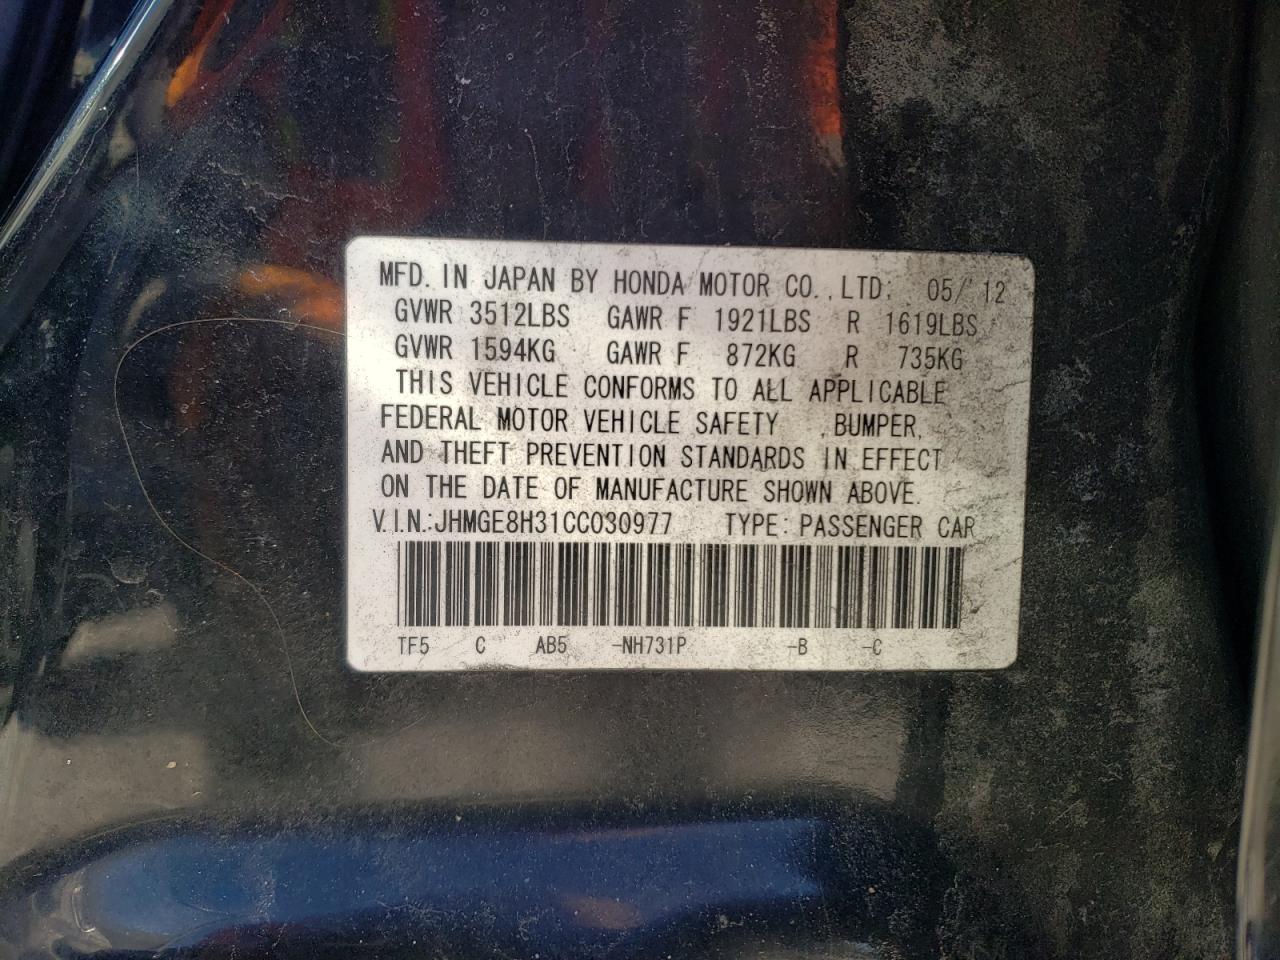 MFD. IN JAPAN BY HONDA MOTOR CO., LTD. 05/'12
GVWR 3512LBS GAWR F 1921LBS R 1619LBS
GVWR 1594KG GAWR F 872KG R 735KG
THIS VEHICLE CONFORMS TO ALL APPLICABLE
FEDERAL MOTOR VEHICLE SAFETY , BUMPER,
AND THEFT PREVENTION STANDARDS IN EFFECT
ON THE DATE OF MANUFACTURE SHOWN ABOVE.
V.I.N.:JHMGE8H31CC030977 TYPE: PASSENGER CAR
TF5 C AB5 -NH731P -B -C